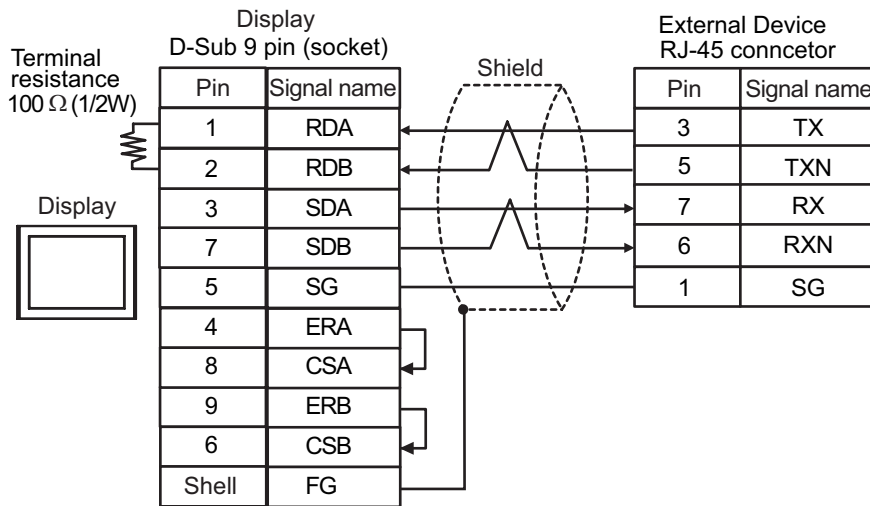 Display
D-Sub 9 pin (socket)
External Device
RJ-45 conncetor
Terminal
resistance
100 Ω (1/2W)
Shield
Display
Pin Signal name
1 RDA
2 RDB
3 SDA
7 SDB
5 SG
4 ERA
8 CSA
9 ERB
6 CSB
Shell FG
Pin Signal name
3 TX
5 TXN
7 RX
6 RXN
1 SG